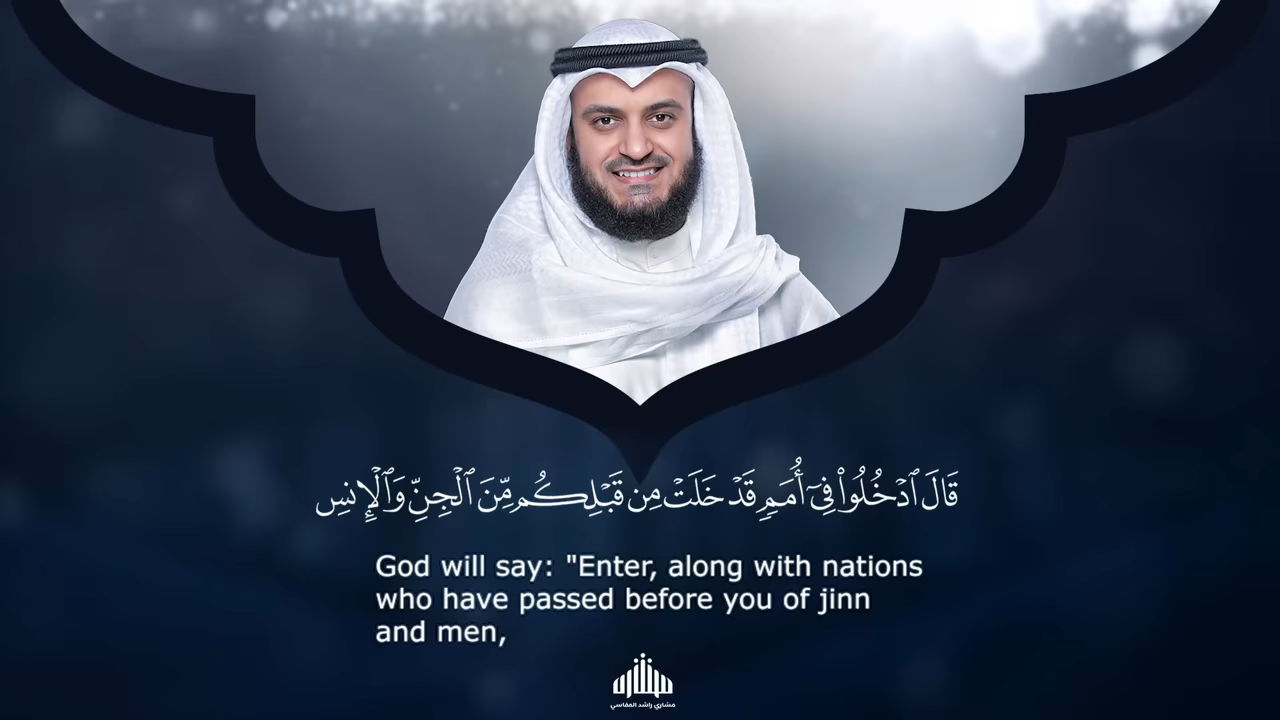 قَالَ ٱدْخُلُوا۟ فِىٓ أُمَمٍ قَدْ خَلَتْ مِن قَبْلِكُم مِّنَ ٱلْجِنِّ وَٱلْإِنسِ
God will say: "Enter, along with nations
who have passed before you of jinn
and men,
مشاري راشد العفاسي